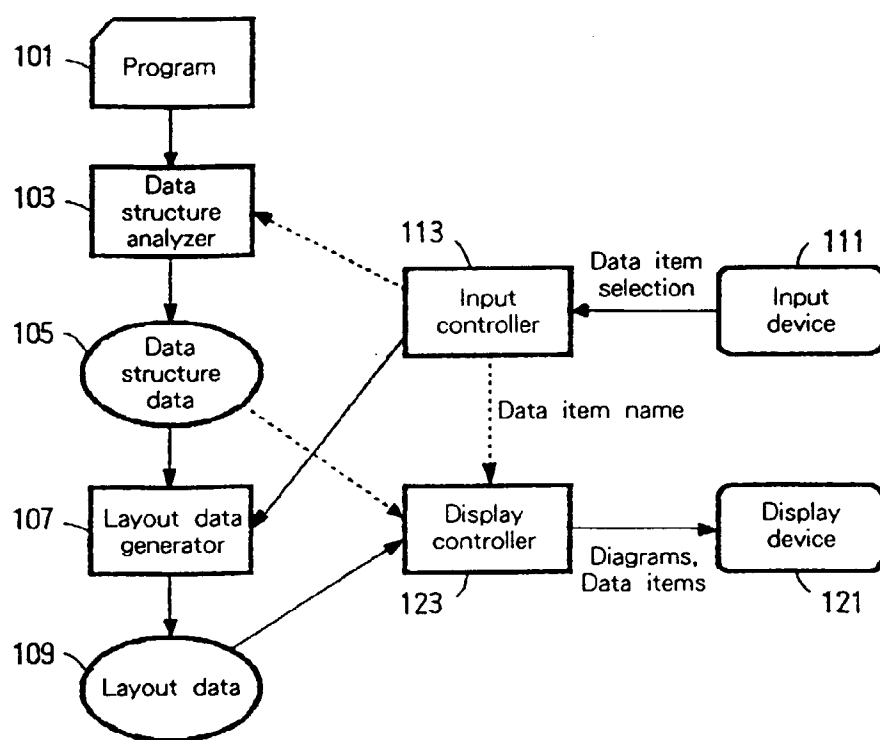 101
Program
103
Data
structure
analyzer
113
111
Data item
selection
Input
controller
Input
device
105
Data
structure
data
Data item name
107
Layout data
generator
Display
controller
Display
device
Diagrams,
Data items
123
121
109
Layout data